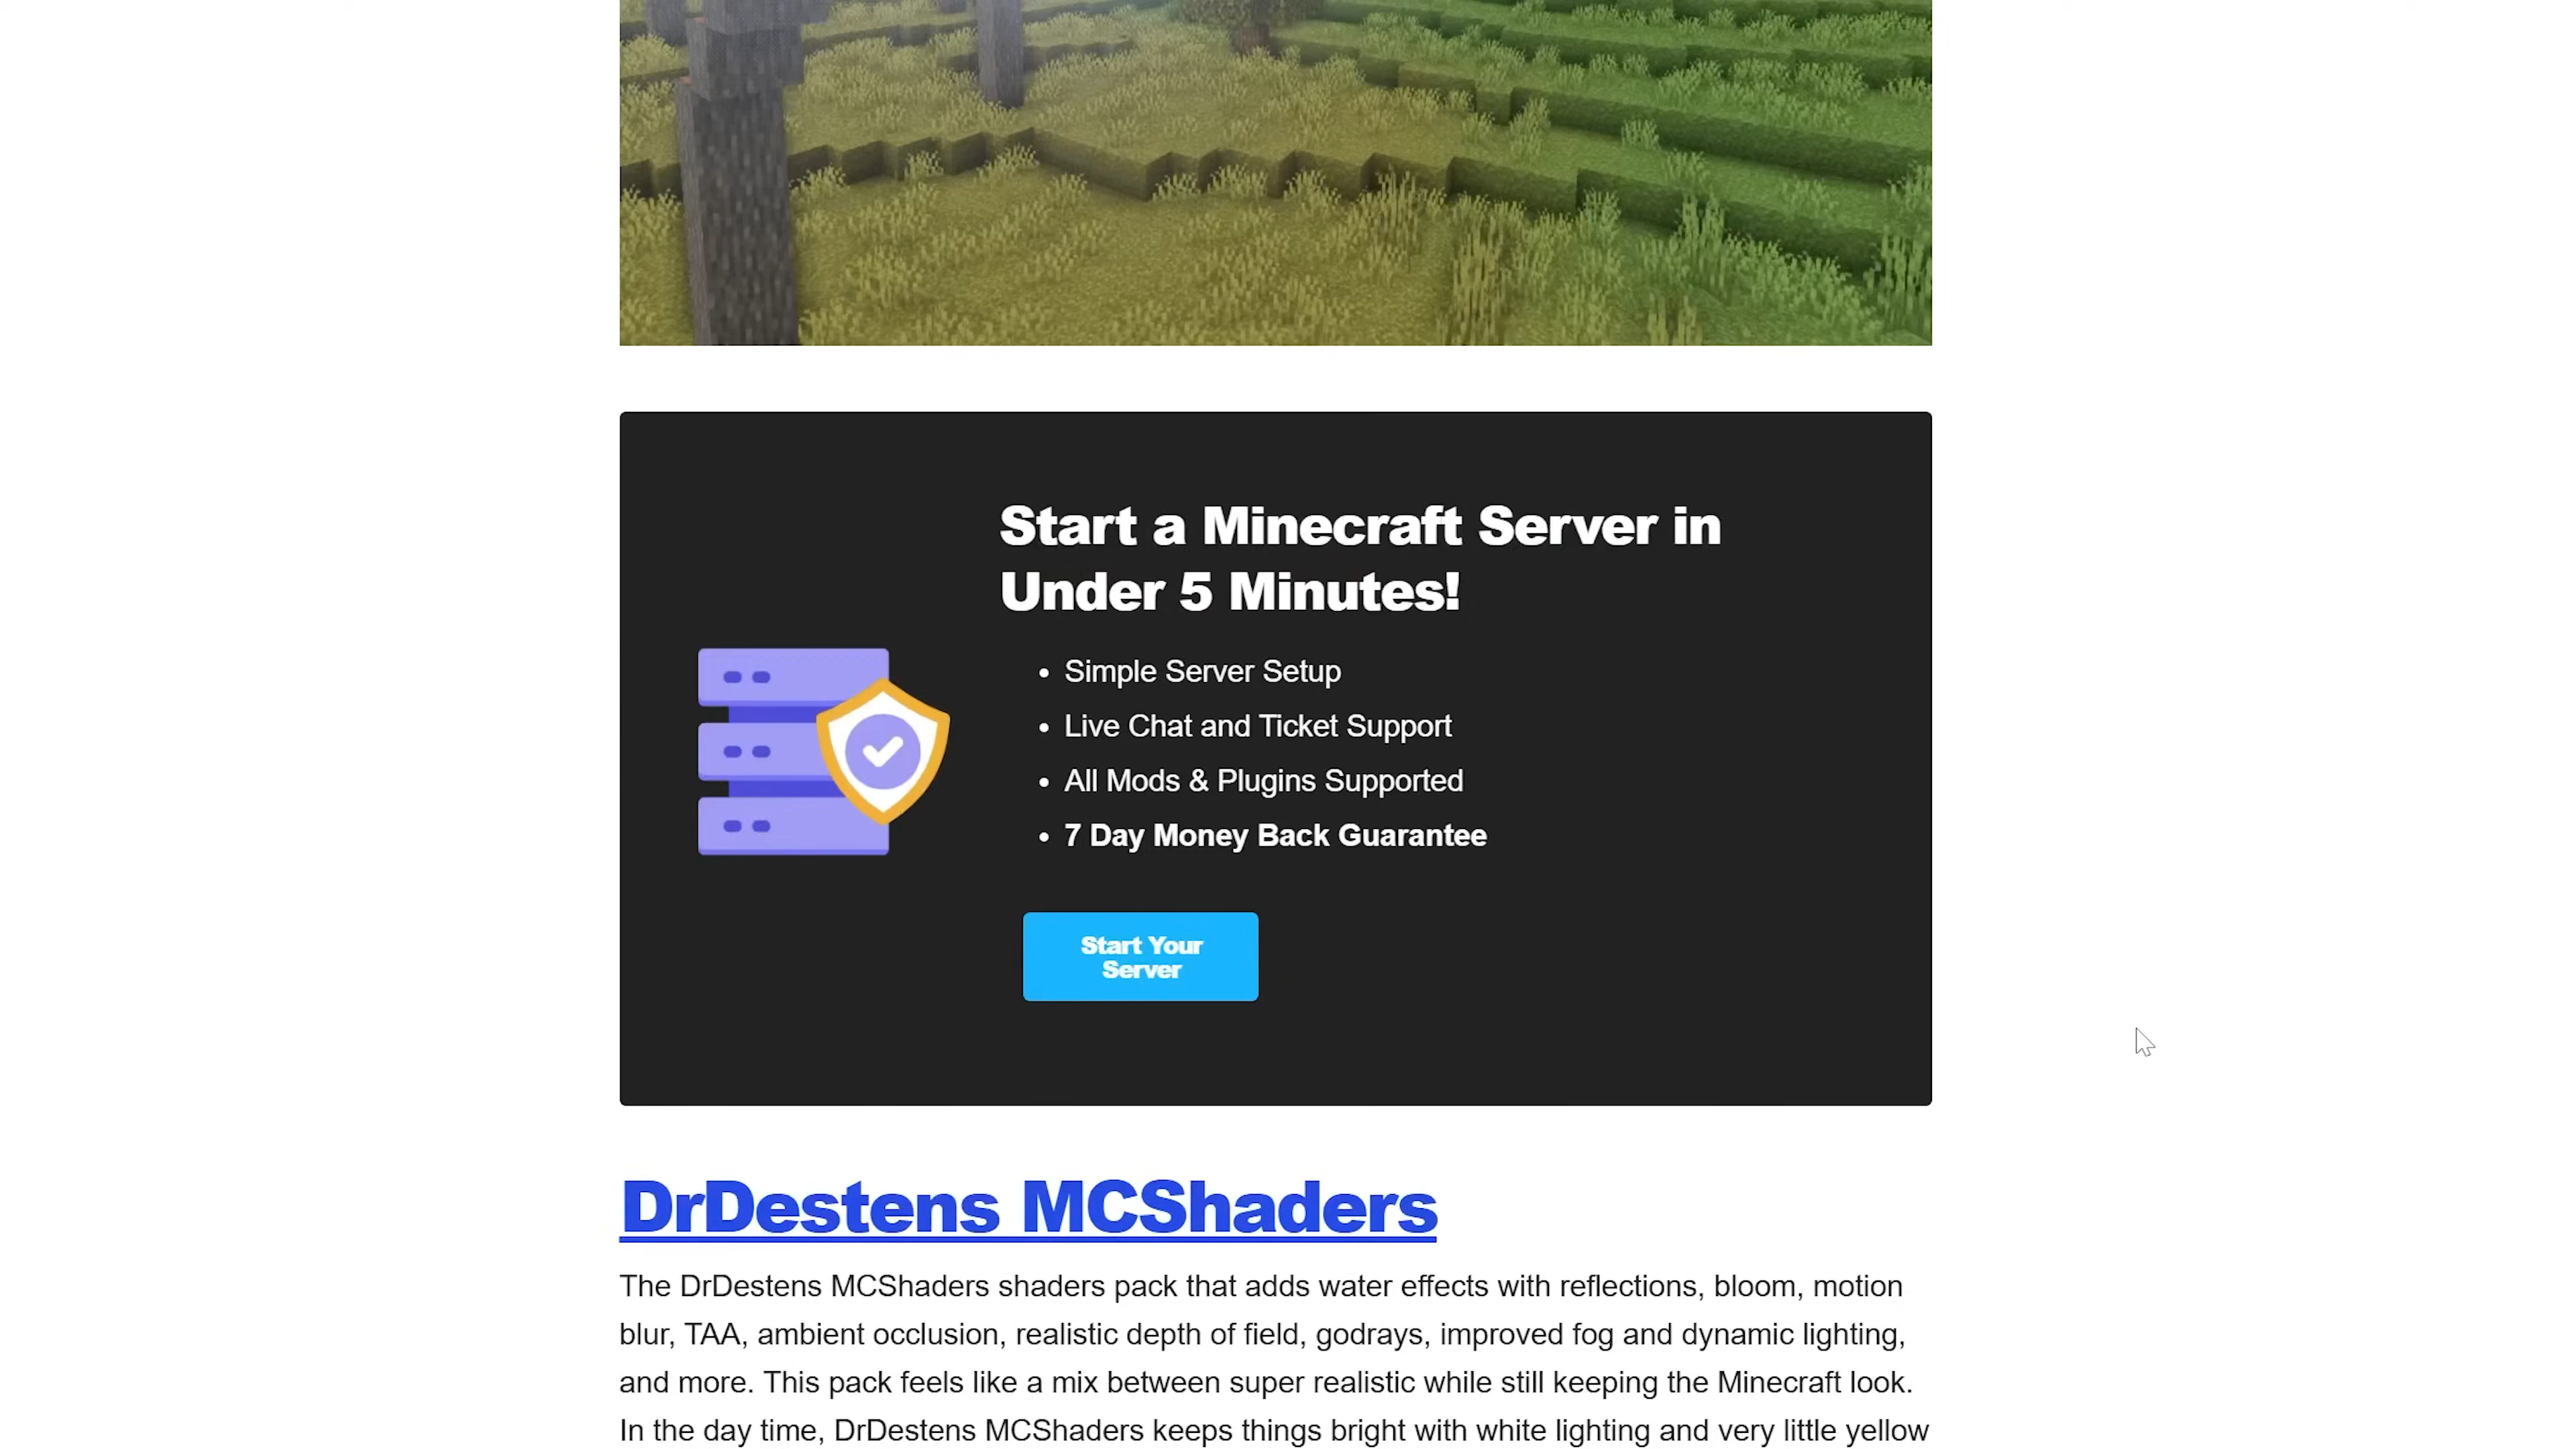 Start a Minecraft Server in
Under 5 Minutes!
• Simple Server Setup
• Live Chat and Ticket Support
• All Mods & Plugins Supported
• 7 Day Money Back Guarantee
Start Your
Server
DrDestens MCShaders
The DrDestens MCShaders shaders pack that adds water effects with reflections, bloom, motion
blur, TAA, ambient occlusion, realistic depth of field, godrays, improved fog and dynamic lighting,
and more. This pack feels like a mix between super realistic while still keeping the Minecraft look.
In the day time, DrDestens MCShaders keeps things bright with white lighting and very little yellow